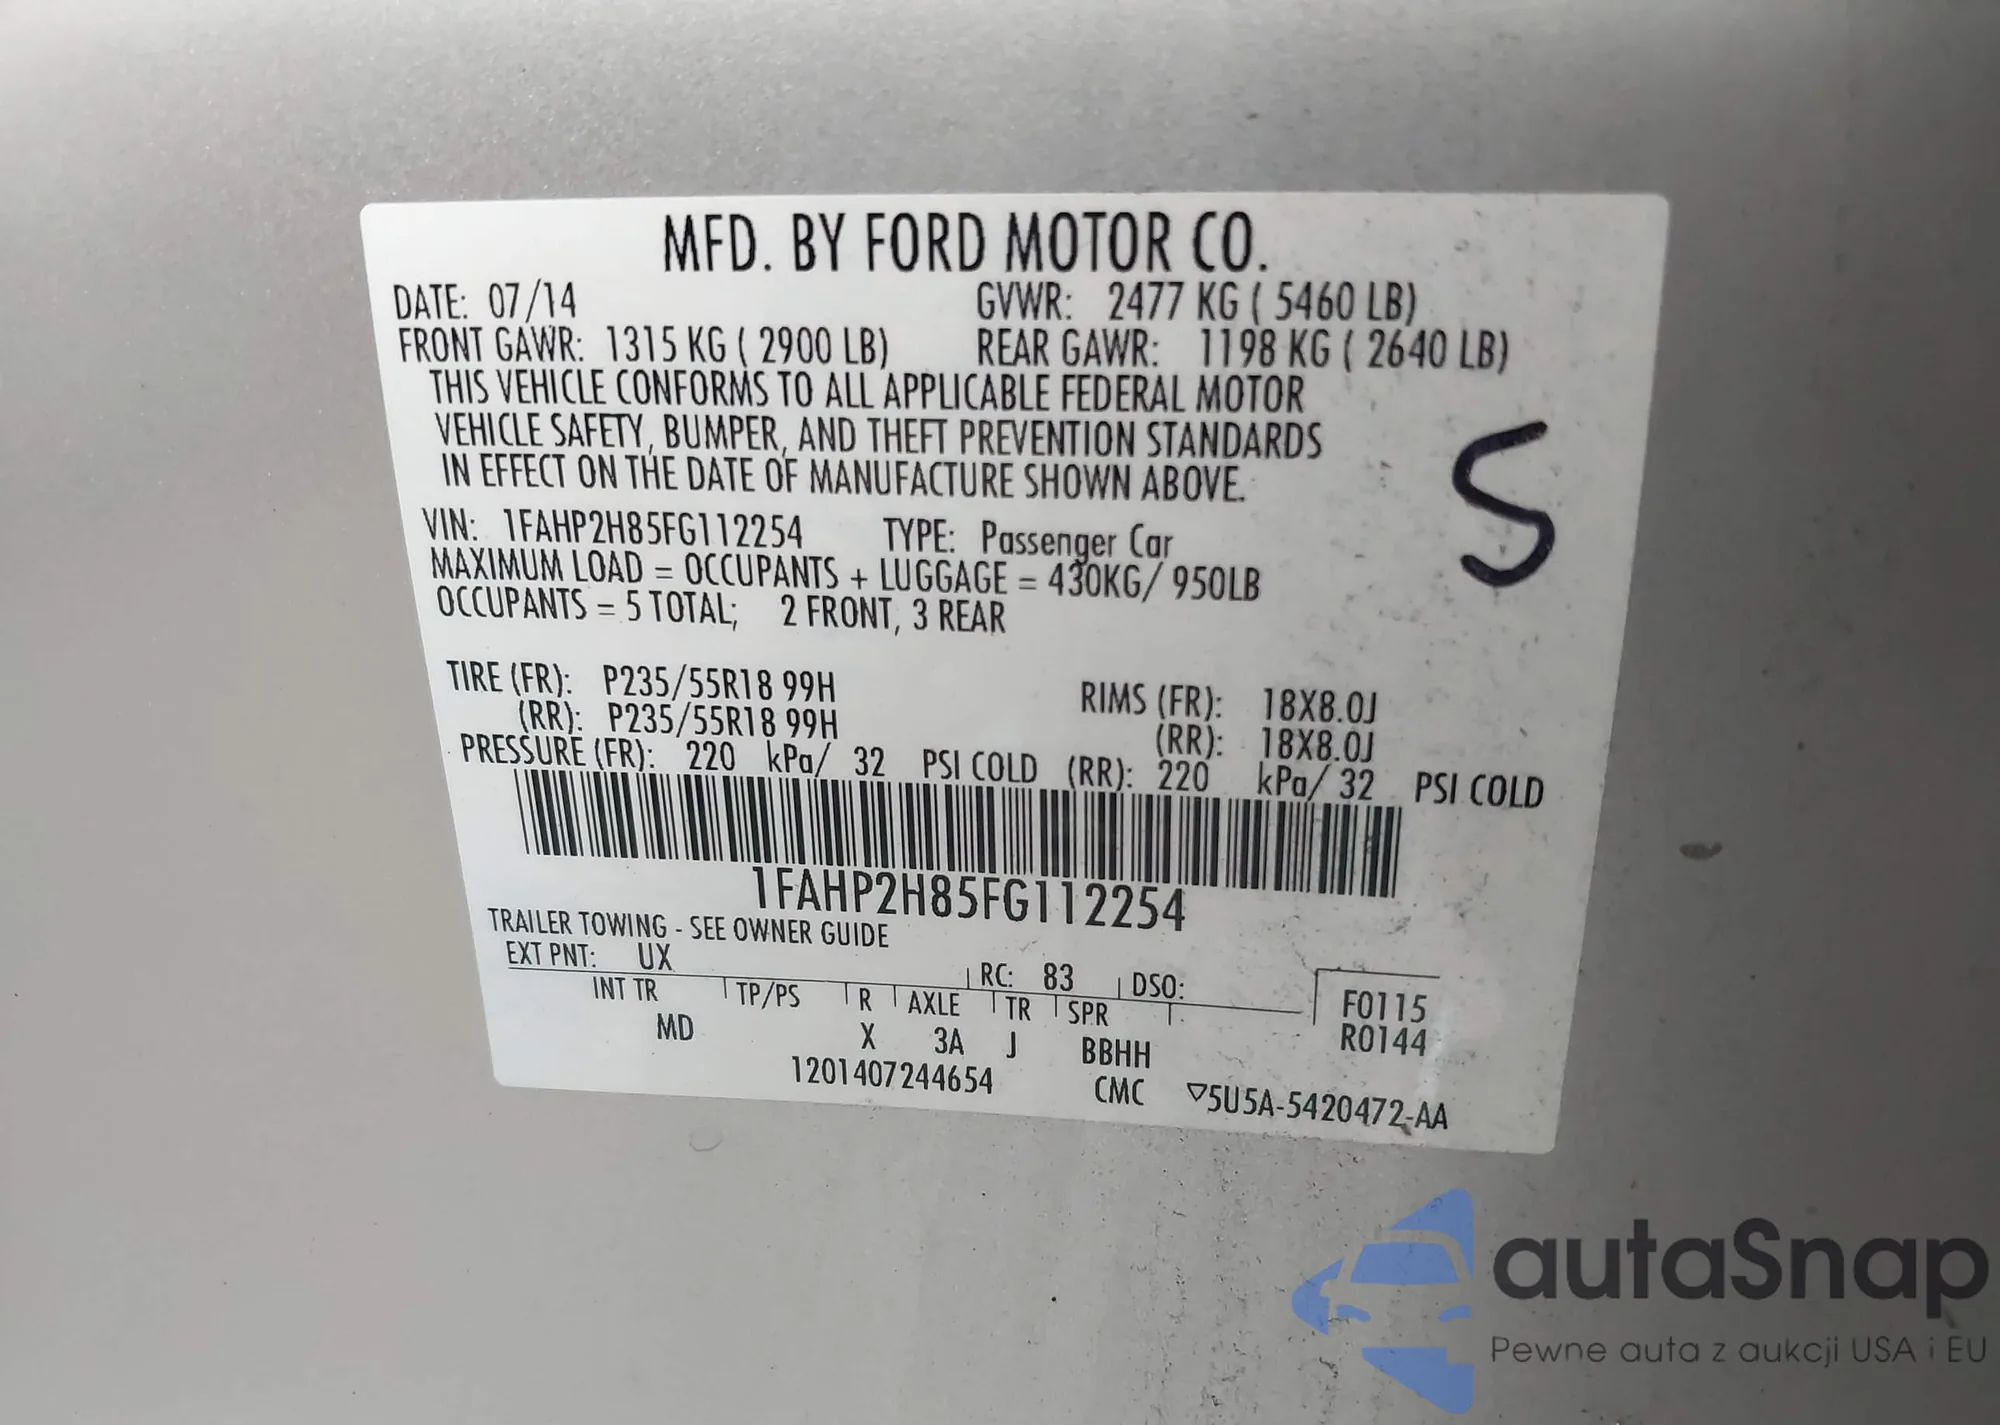 MFD. BY FORD MOTOR CO.
DATE: 07/14 GVWR: 2477 KG ( 5460 LB)
FRONT GAWR: 1315 KG ( 2900 LB) REAR GAWR: 1198 KG ( 2640 LB)
THIS VEHICLE CONFORMS TO ALL APPLICABLE FEDERAL MOTOR
VEHICLE SAFETY, BUMPER, AND THEFT PREVENTION STANDARDS
IN EFFECT ON THE DATE OF MANUFACTURE SHOWN ABOVE.
S
VIN: 1FAHP2H85FG112254 TYPE: Passenger Car
MAXIMUM LOAD = OCCUPANTS + LUGGAGE = 430KG/ 950LB
OCCUPANTS = 5 TOTAL; 2 FRONT, 3 REAR
TIRE (FR): P235/55R18 99H RIMS (FR): 18X8.0J
(RR): P235/55R18 99H (RR): 18X8.0J
PRESSURE (FR): 220 kPa/ 32 PSI COLD (RR): 220 kPa/ 32 PSI COLD
1FAHP2H85FG112254
TRAILER TOWING - SEE OWNER GUIDE
EXT PNT: UX RC: 83 DSO:
INT TR TP/PS R AXLE TR SPR F0115
MD X 3A J BBHH R0144
1201407244654 CMC ▽5U5A-5420472-AA
autaSnap
Pewne auta z aukcji USA i EU